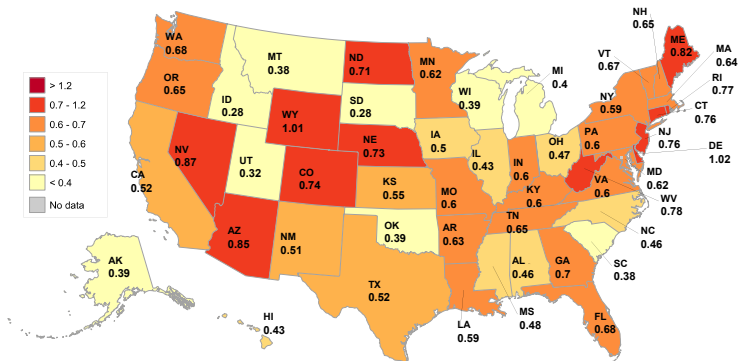 > 1.2
0.7 - 1.2
0.6 - 0.7
0.5 - 0.6
0.4 - 0.5
< 0.4
No data
WA
0.68
OR
0.65
CA
0.52
NV
0.87
ID
0.28
MT
0.38
WY
1.01
UT
0.32
CO
0.74
AZ
0.85
NM
0.51
ND
0.71
SD
0.28
NE
0.73
KS
0.55
OK
0.39
TX
0.52
MN
0.62
IA
0.5
MO
0.6
AR
0.63
LA
0.59
WI
0.39
IL
0.43
MI
0.4
IN
0.6
OH
0.47
KY
0.6
TN
0.65
MS
0.48
AL
0.46
GA
0.7
FL
0.68
SC
0.38
NC
0.46
VA
0.6
WV
0.78
MD
0.62
DE
1.02
NJ
0.76
PA
0.6
NY
0.59
CT
0.76
RI
0.77
MA
0.64
VT
0.67
NH
0.65
ME
0.82
AK
0.39
HI
0.43